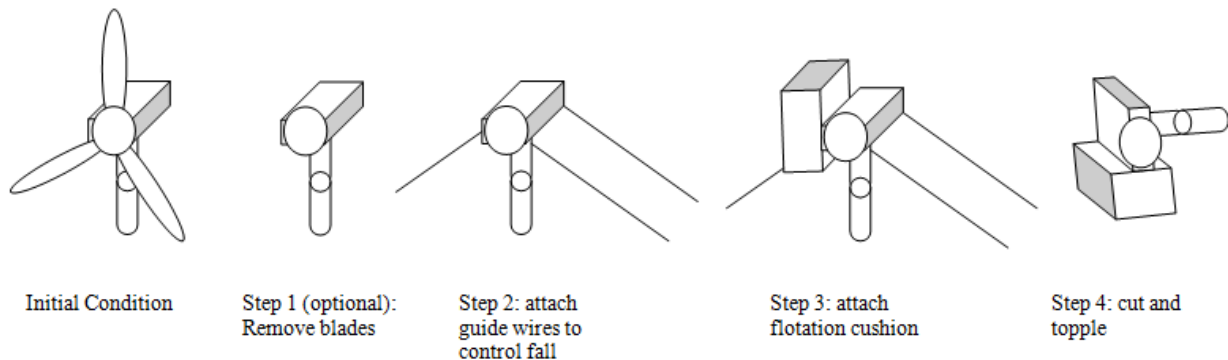 Initial Condition
Step 1 (optional):
Remove blades
Step 2: attach
guide wires to
control fall
Step 3: attach
flotation cushion
Step 4: cut and
topple